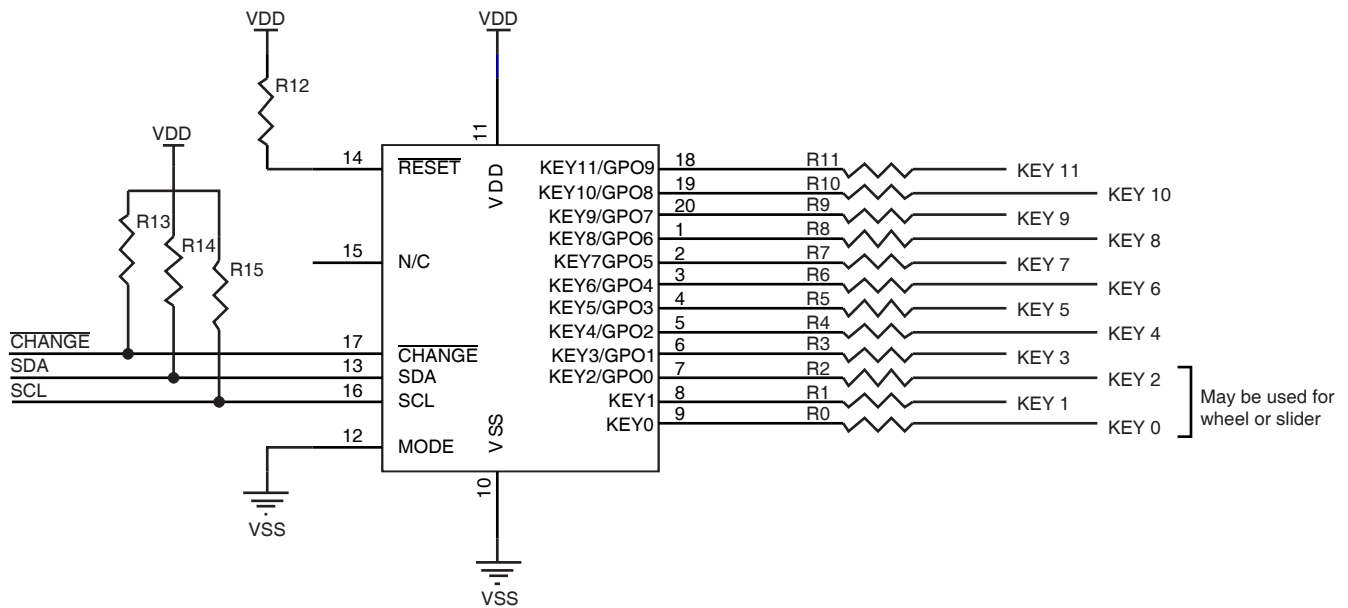 VDD
VDD
R12
VDD
R13
R14
R15
11
VDD
14
RESET
15
N/C
CHANGE
17
CHANGE
SDA
13
SDA
SCL
16
SCL
12
MODE
VSS
VSS
10
VSS
KEY11/GPO9
18
R11
KEY 11
KEY10/GPO8
19
R10
KEY 10
KEY9/GPO7
20
R9
KEY 9
KEY8/GPO6
1
R8
KEY 8
KEY7GPO5
2
R7
KEY 7
KEY6/GPO4
3
R6
KEY 6
KEY5/GPO3
4
R5
KEY 5
KEY4/GPO2
5
R4
KEY 4
KEY3/GPO1
6
R3
KEY 3
KEY2/GPO0
7
R2
KEY 2
KEY1
8
R1
KEY 1
KEY0
9
R0
KEY 0
May be used for
wheel or slider